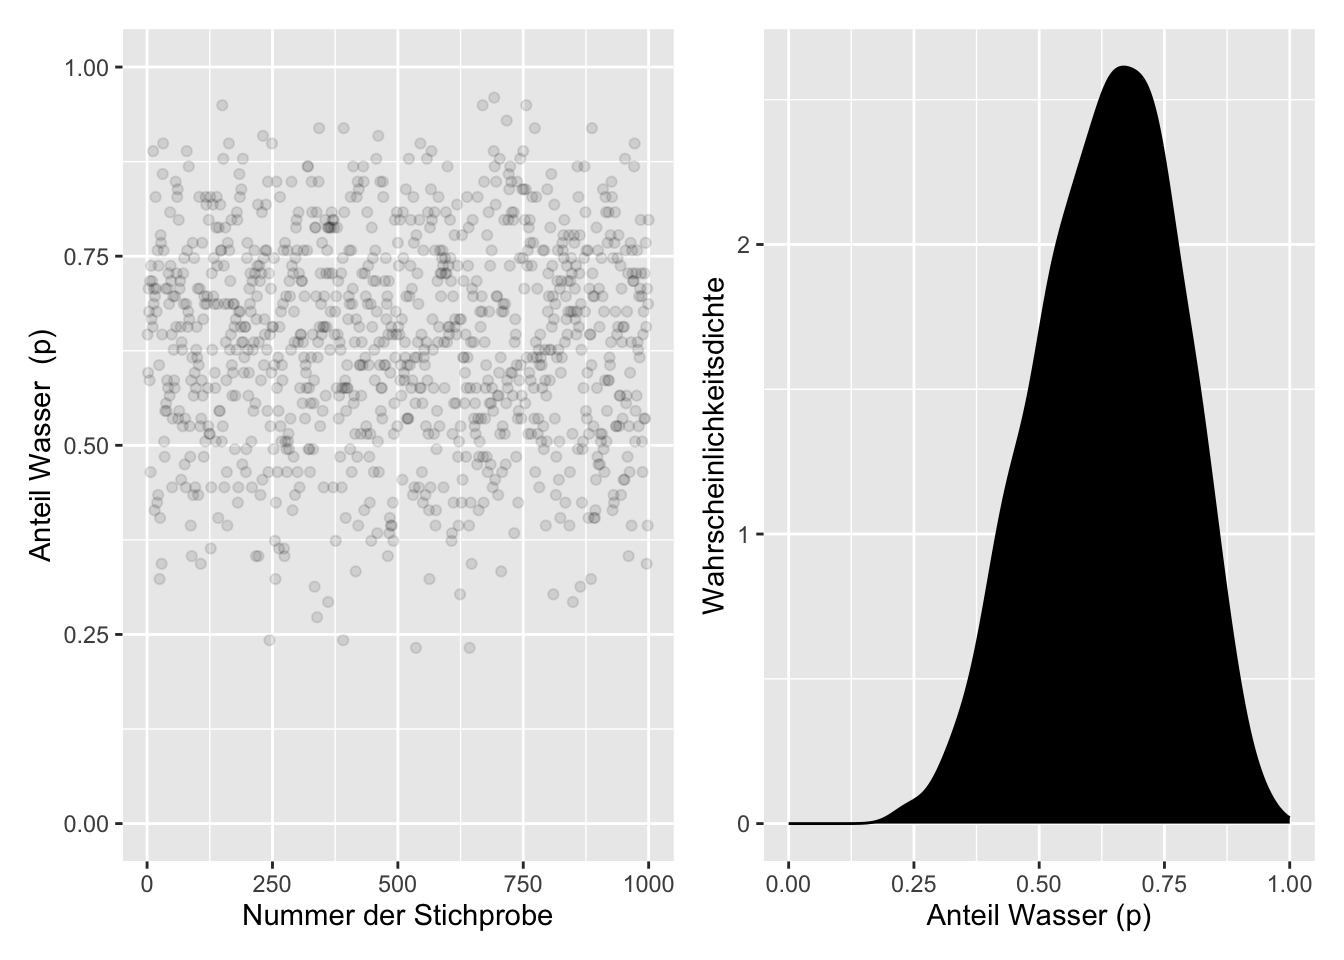 1.00
0.75
0.50
0.25
0.00
Anteil Wasser  (p)
0 250 500 750 1000
Nummer der Stichprobe
2
1
0
Wahrscheinlichkeitsdichte
0.00 0.25 0.50 0.75 1.00
Anteil Wasser (p)